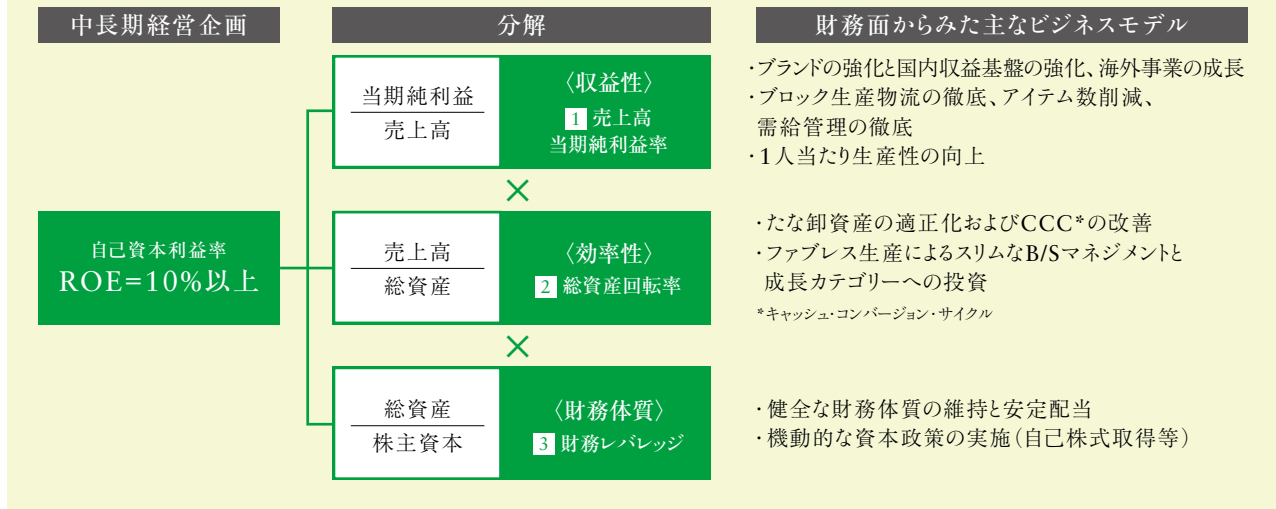 中長期経営企画
分解
財務面からみた主なビジネスモデル
自己資本利益率
ROE=10%以上
当期純利益
売上高
〈収益性〉
1 売上高
当期純利益率
・ブランドの強化と国内収益基盤の強化、海外事業の成長
・ブロック生産物流の徹底、アイテム数削減、
需給管理の徹底
・1人当たり生産性の向上
×
売上高
総資産
〈効率性〉
2 総資産回転率
・たな卸資産の適正化およびCCC*の改善
・ファブレス生産によるスリムなB/Sマネジメントと
成長カテゴリーへの投資
*キャッシュ・コンバージョン・サイクル
×
総資産
株主資本
〈財務体質〉
3 財務レバレッジ
・健全な財務体質の維持と安定配当
・機動的な資本政策の実施(自己株式取得等)